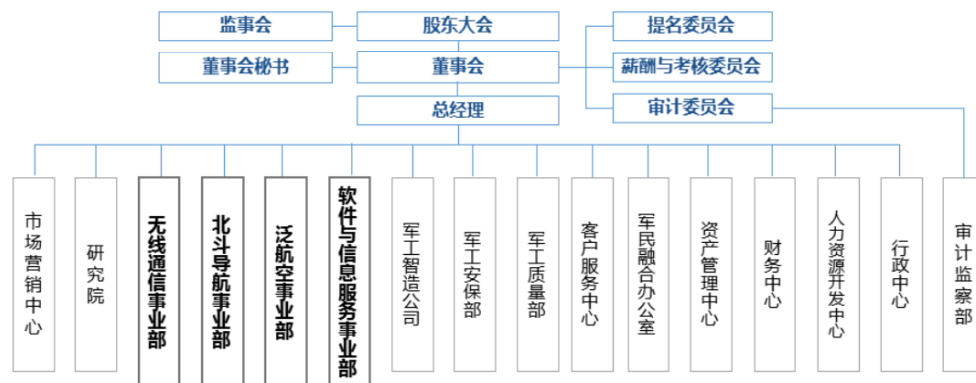 监事会
股东大会
提名委员会
董事会秘书
董事会
薪酬与考核委员会
总经理
审计委员会
市场营销中心
研究院
无线通信事业部
北斗导航事业部
泛航空事业部
软件与信息服务事业部
军工智造公司
军工安保部
军工质量部
客户服务中心
军民融合办公室
资产管理中心
财务中心
人力资源开发中心
行政中心
审计监察部